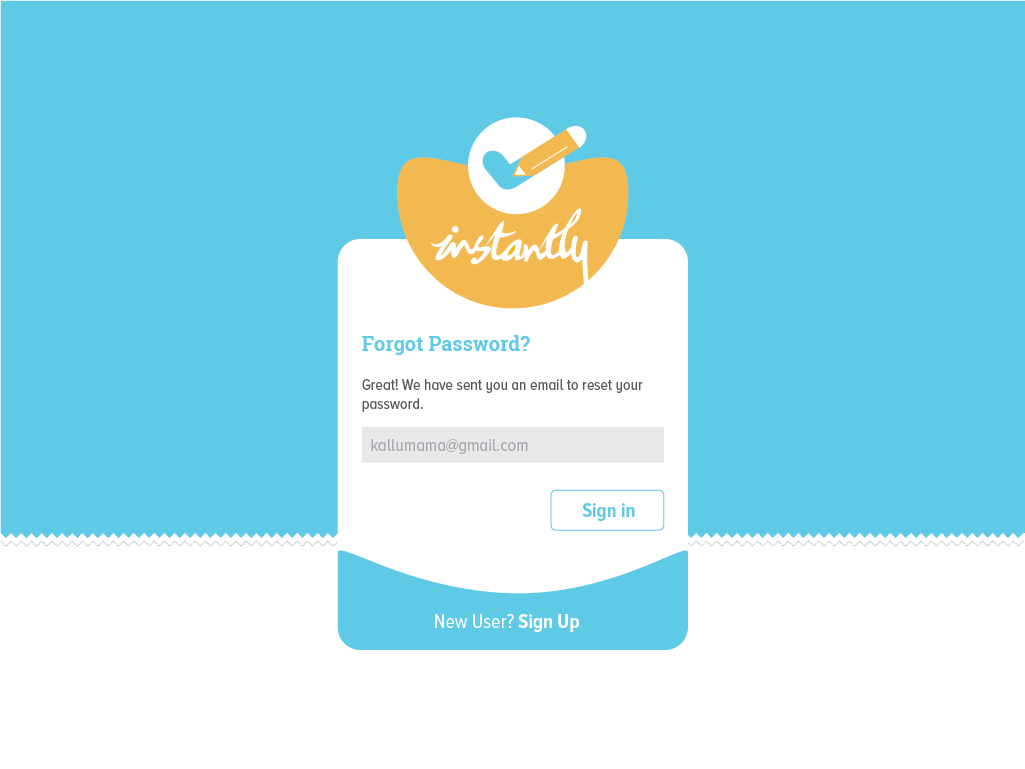 instantly
Forgot Password?
Great! We have sent you an email to reset your
password.
kallumama@gmail.com
Sign in
New User? Sign Up